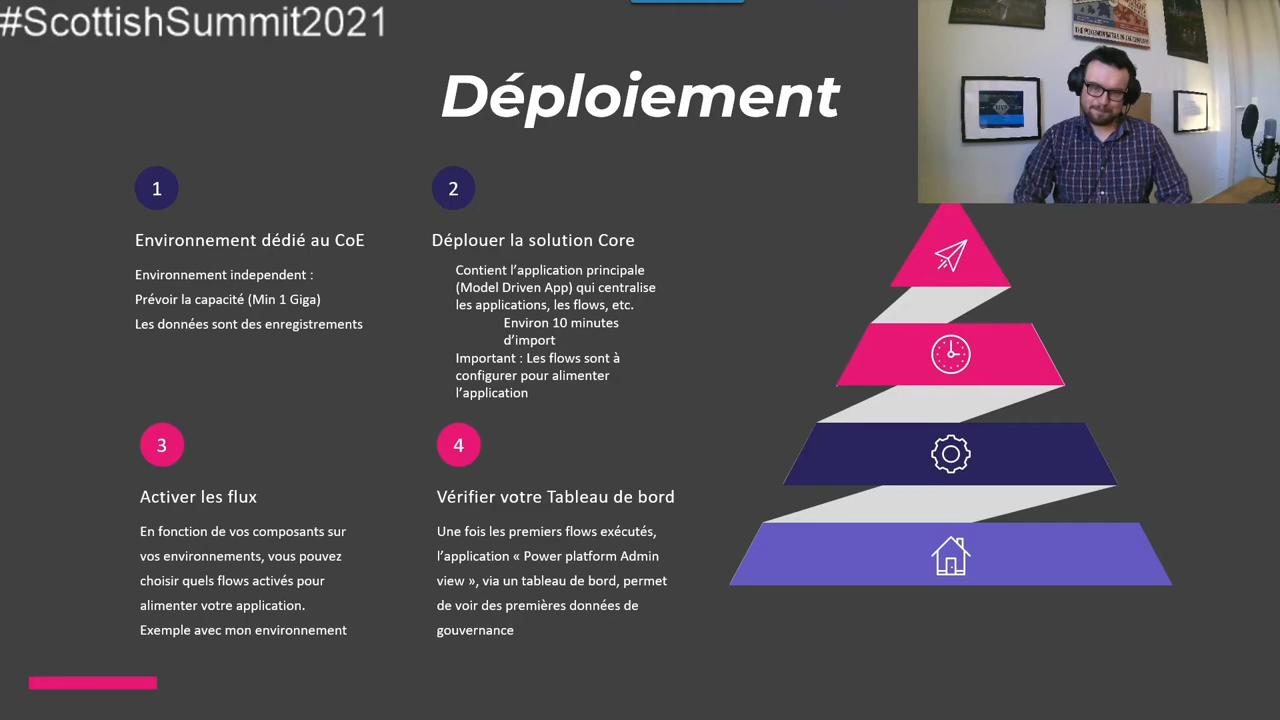 #ScottishSummit2021
Déploiement
1
Environnement dédié au CoE
Environnement independent :
Prévoir la capacité (Min 1 Giga)
Les données sont des enregistrements
2
Déplouer la solution Core
Contient l’application principale
(Model Driven App) qui centralise
les applications, les flows, etc.
Environ 10 minutes
d’import
Important : Les flows sont à
configurer pour alimenter
l’application
3
Activer les flux
En fonction de vos composants sur
vos environnements, vous pouvez
choisir quels flows activés pour
alimenter votre application.
Exemple avec mon environnement
4
Vérifier votre Tableau de bord
Une fois les premiers flows exécutés,
l’application « Power platform Admin
view », via un tableau de bord, permet
de voir des premières données de
gouvernance